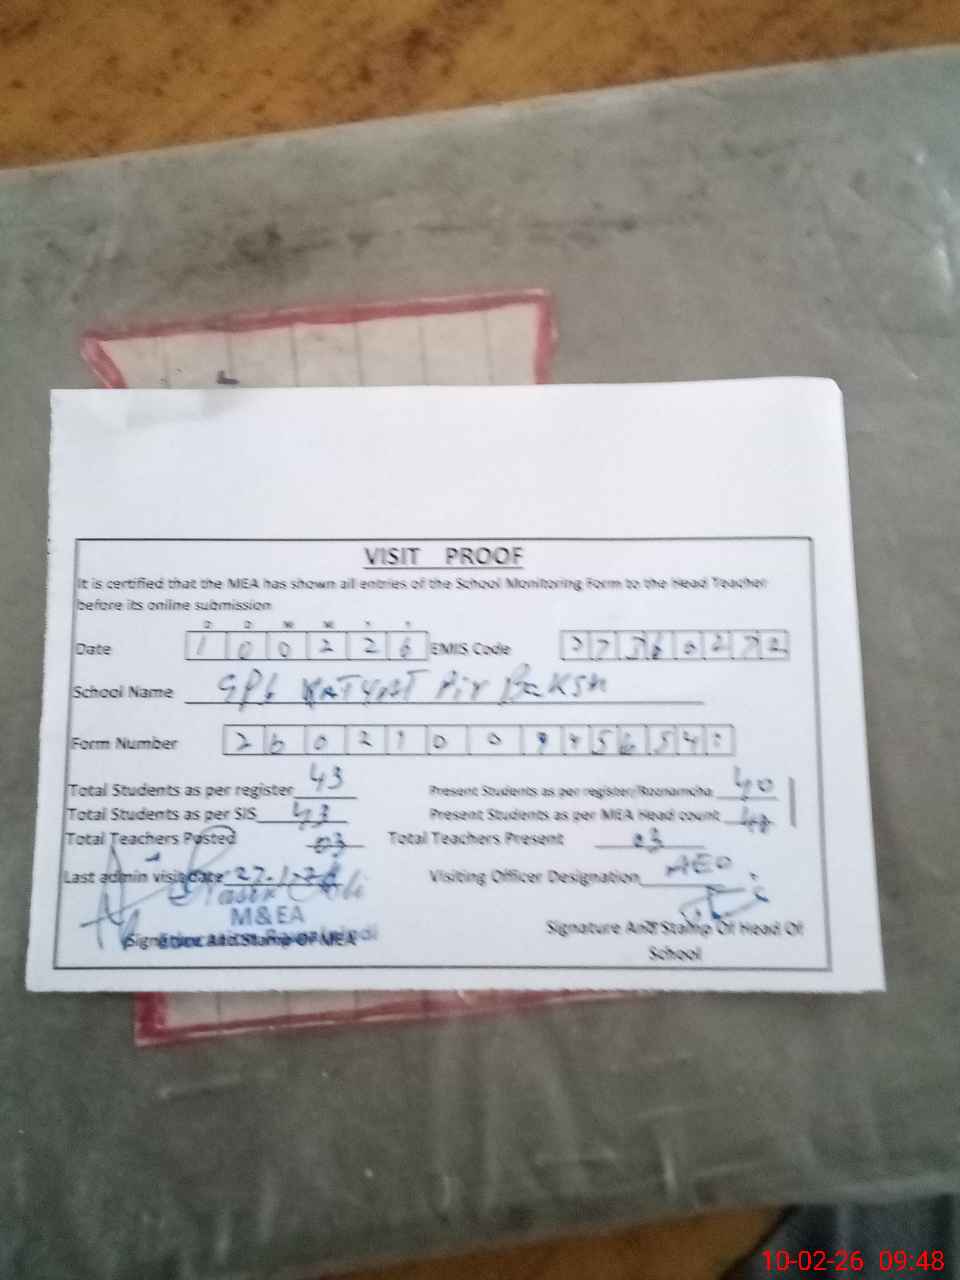 VISIT PROOF
It is certified that the MEA has shown all entries of the School Monitoring Form to the Head Teacher
before its online submission
D D M M Y Y
Date 1 0 0 2 2 6 EMIS Code
School Name Pir Baksh
Form Number
Total Students as per register 43 Present Students as per register/Roznamcha 40
Total Students as per SIS 43 Present Students as per MEA Head count 40
Total Teachers Posted 03 Total Teachers Present 03
Last admin visit date Visiting Officer Designation AEO
M&EA
Signature And Stamp Of MEA Signature And Stamp Of Head Of
School
10-02-26 09:48